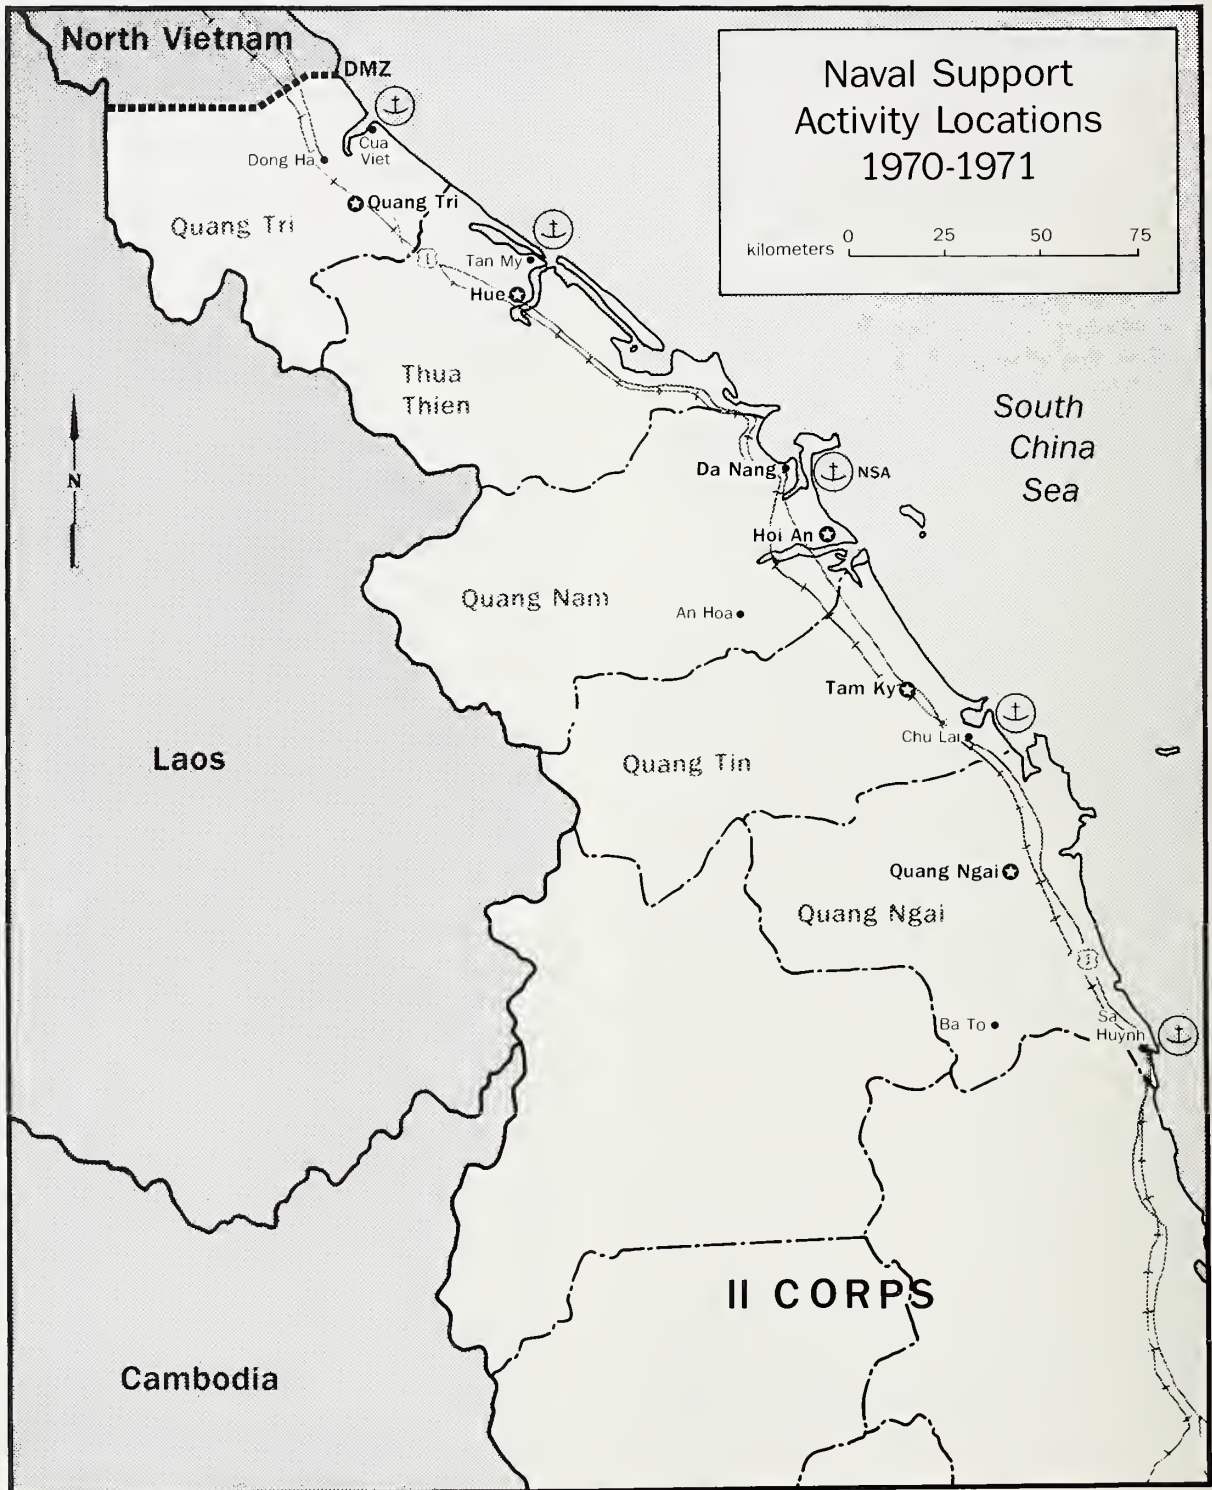 North Vietnam
DMZ
Naval Support
Activity Locations
1970-1971
kilometers
0 25 50 75
Cua
Viet
Dong Ha
Quang Tri
Quang Tri
Tan My
1
Hue
Thua
Thien
South
China
Sea
N
Da Nang
NSA
Hoi An
Quang Nam
An Hoa
Tam Ky
Chu Lai
Laos
Quang Tin
Quang Ngai
Quang Ngai
Ba To
Sa
Huynh
II CORPS
Cambodia